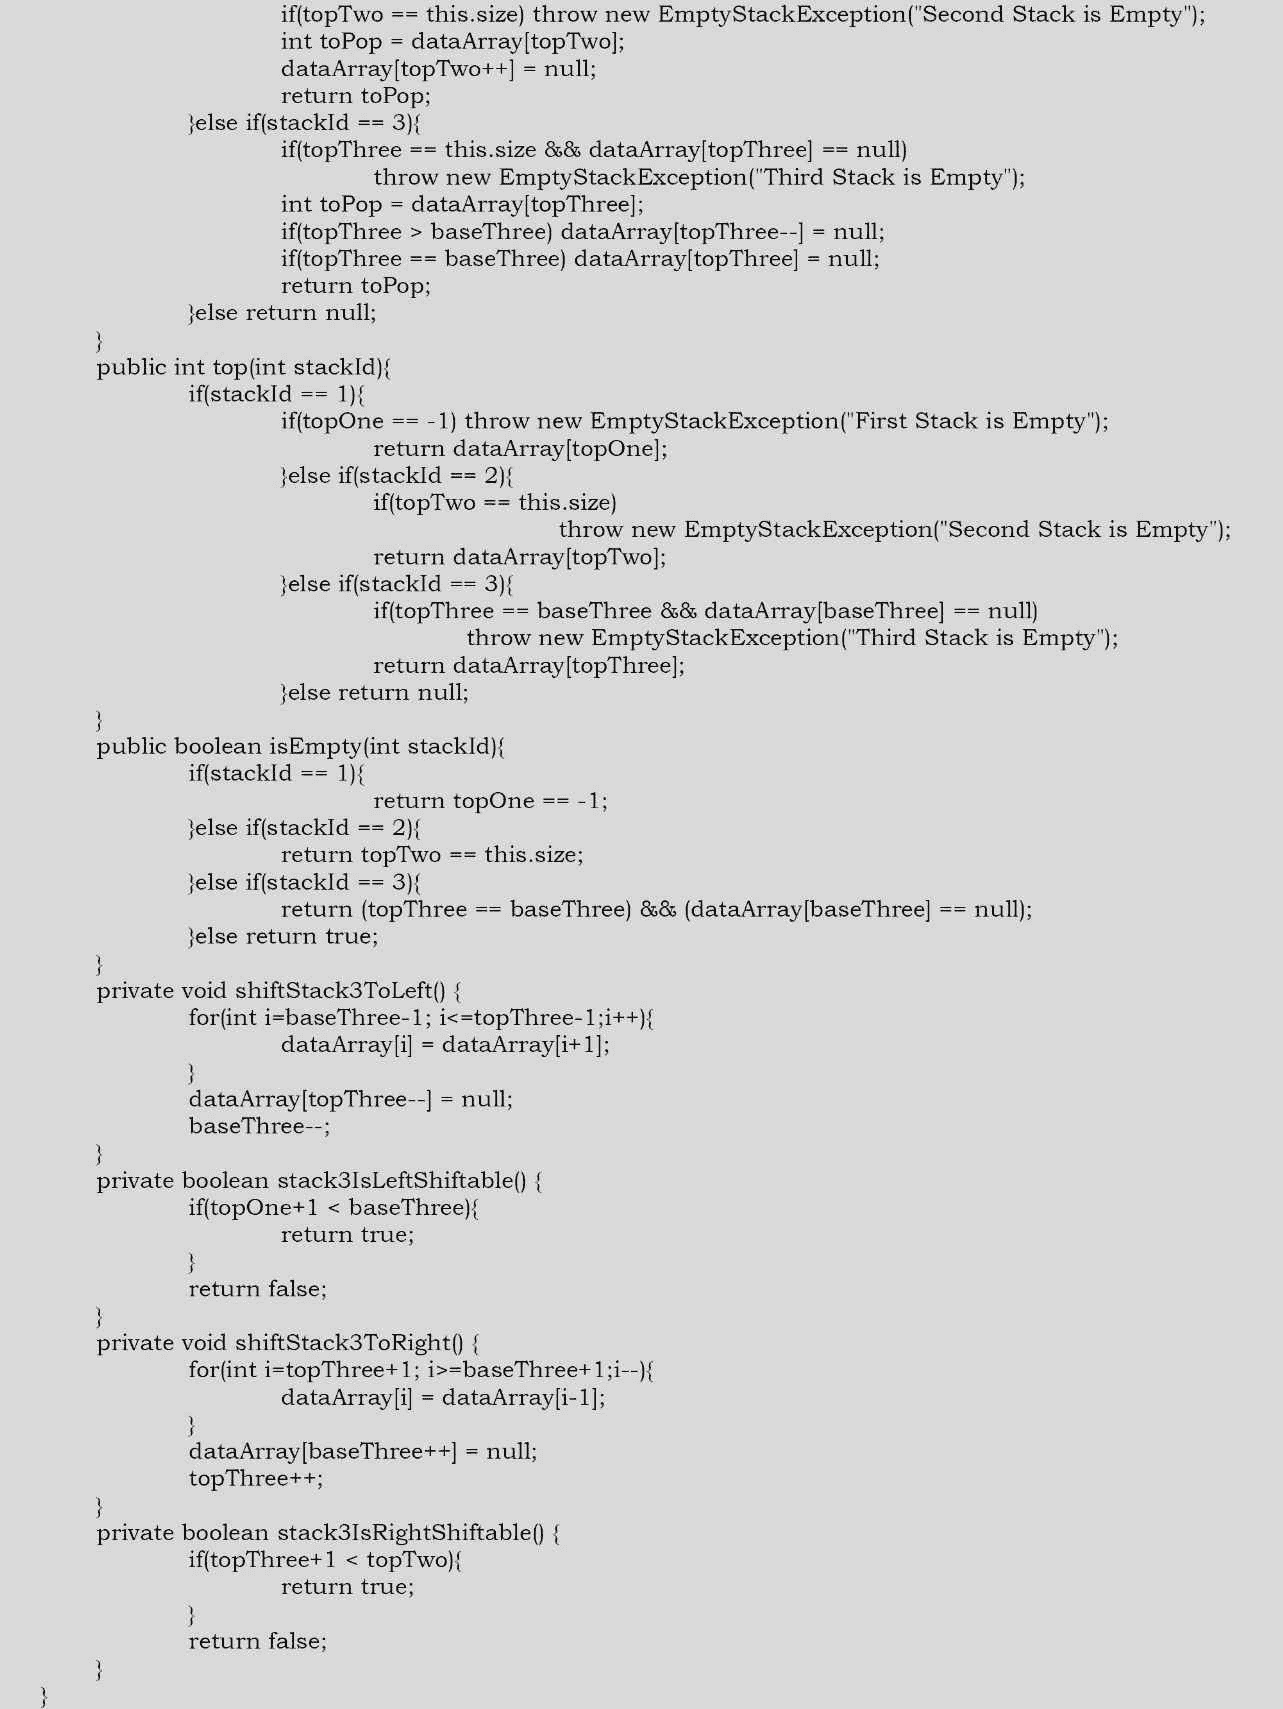 if(topTwo == this.size) throw new EmptyStackException("Second Stack is Empty");
int toPop = dataArray[topTwo];
dataArray[topTwo++] = null;
return toPop;
}else if(stackId == 3){
if(topThree == this.size && dataArray[topThree] == null)
throw new EmptyStackException("Third Stack is Empty");
int toPop = dataArray[topThree];
if(topThree > baseThree) dataArray[topThree--] = null;
if(topThree == baseThree) dataArray[topThree] = null;
return toPop;
}else return null;
}
public int top(int stackId){
if(stackId == 1){
if(topOne == -1) throw new EmptyStackException("First Stack is Empty");
return dataArray[topOne];
}else if(stackId == 2){
if(topTwo == this.size)
throw new EmptyStackException("Second Stack is Empty");
return dataArray[topTwo];
}else if(stackId == 3){
if(topThree == baseThree && dataArray[baseThree] == null)
throw new EmptyStackException("Third Stack is Empty");
return dataArray[topThree];
}else return null;
}
public boolean isEmpty(int stackId){
if(stackId == 1){
return topOne == -1;
}else if(stackId == 2){
return topTwo == this.size;
}else if(stackId == 3){
return (topThree == baseThree) && (dataArray[baseThree] == null);
}else return true;
}
private void shiftStack3ToLeft() {
for(int i=baseThree-1; i<=topThree-1;i++){
dataArray[i] = dataArray[i+1];
}
dataArray[topThree--] = null;
baseThree--;
}
private boolean stack3IsLeftShiftable() {
if(topOne+1 < baseThree){
return true;
}
return false;
}
private void shiftStack3ToRight() {
for(int i=topThree+1; i>=baseThree+1;i--){
dataArray[i] = dataArray[i-1];
}
dataArray[baseThree++] = null;
topThree++;
}
private boolean stack3IsRightShiftable() {
if(topThree+1 < topTwo){
return true;
}
return false;
}
}